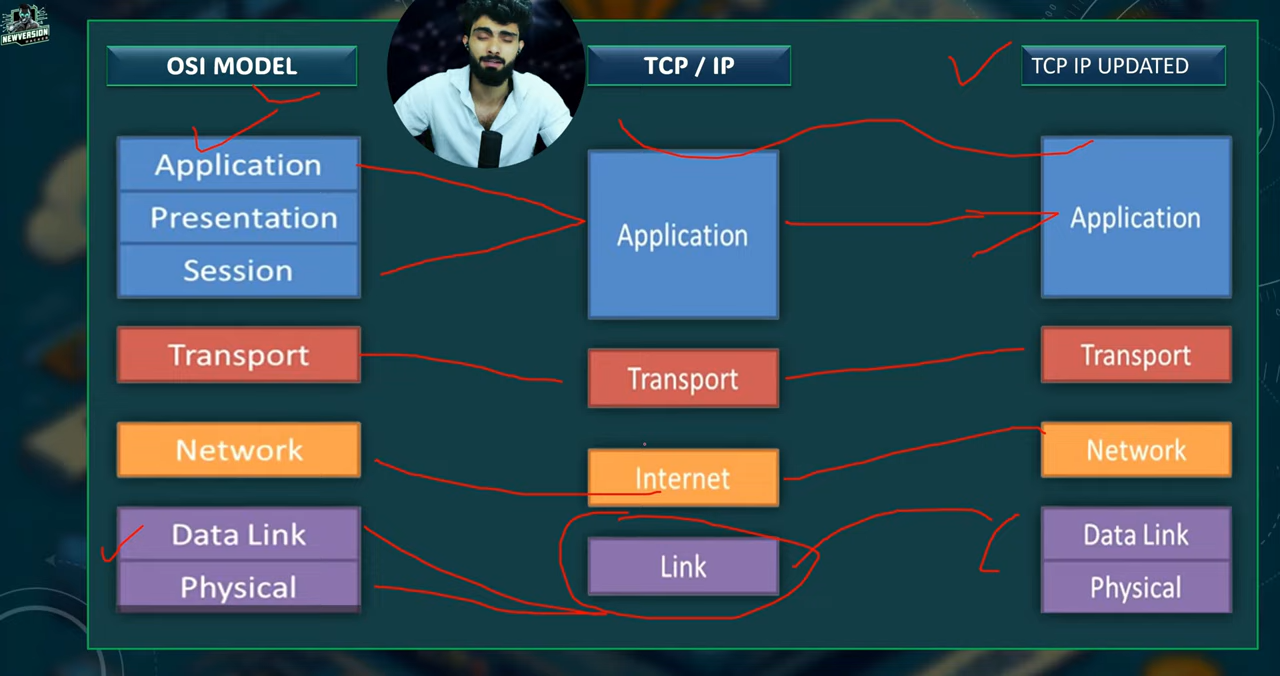 NEWVERSION
HACKER
OSI MODEL
Application
Presentation
Session
Transport
Network
Data Link
Physical
TCP / IP
Application
Transport
Internet
Link
TCP IP UPDATED
Application
Transport
Network
Data Link
Physical